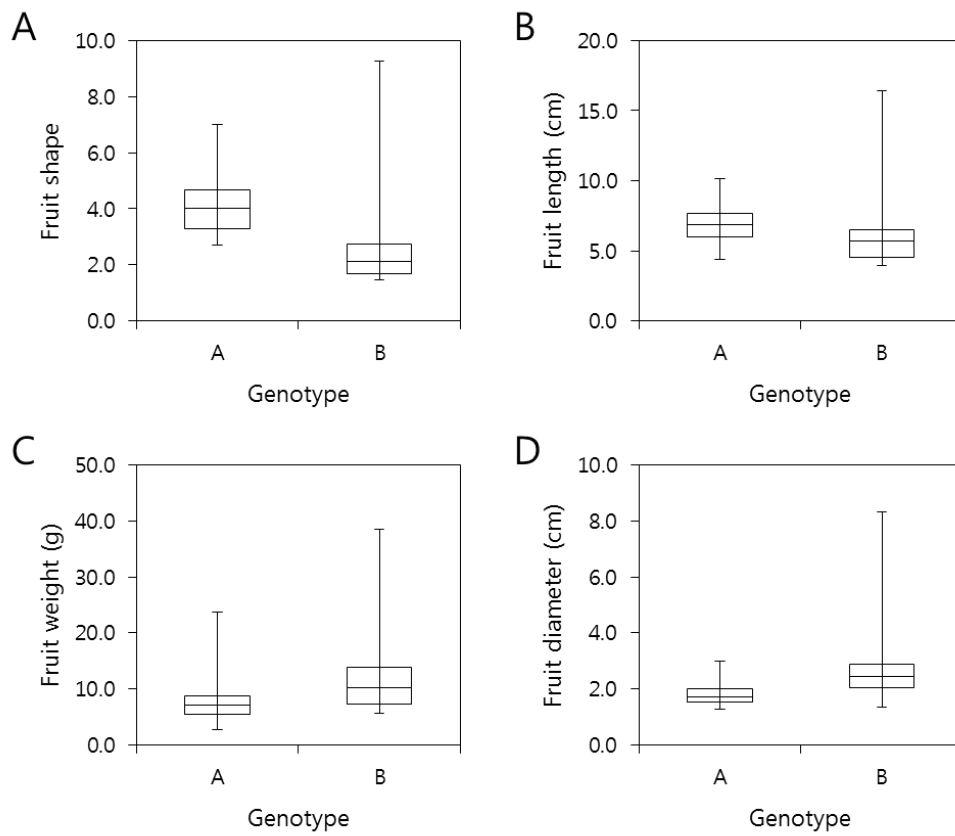 A
Fruit shape
10.0
8.0
6.0
4.0
2.0
0.0
A B
Genotype
B
Fruit length (cm)
20.0
15.0
10.0
5.0
0.0
A B
Genotype
C
Fruit weight (g)
50.0
40.0
30.0
20.0
10.0
0.0
A B
Genotype
D
Fruit diameter (cm)
10.0
8.0
6.0
4.0
2.0
0.0
A B
Genotype